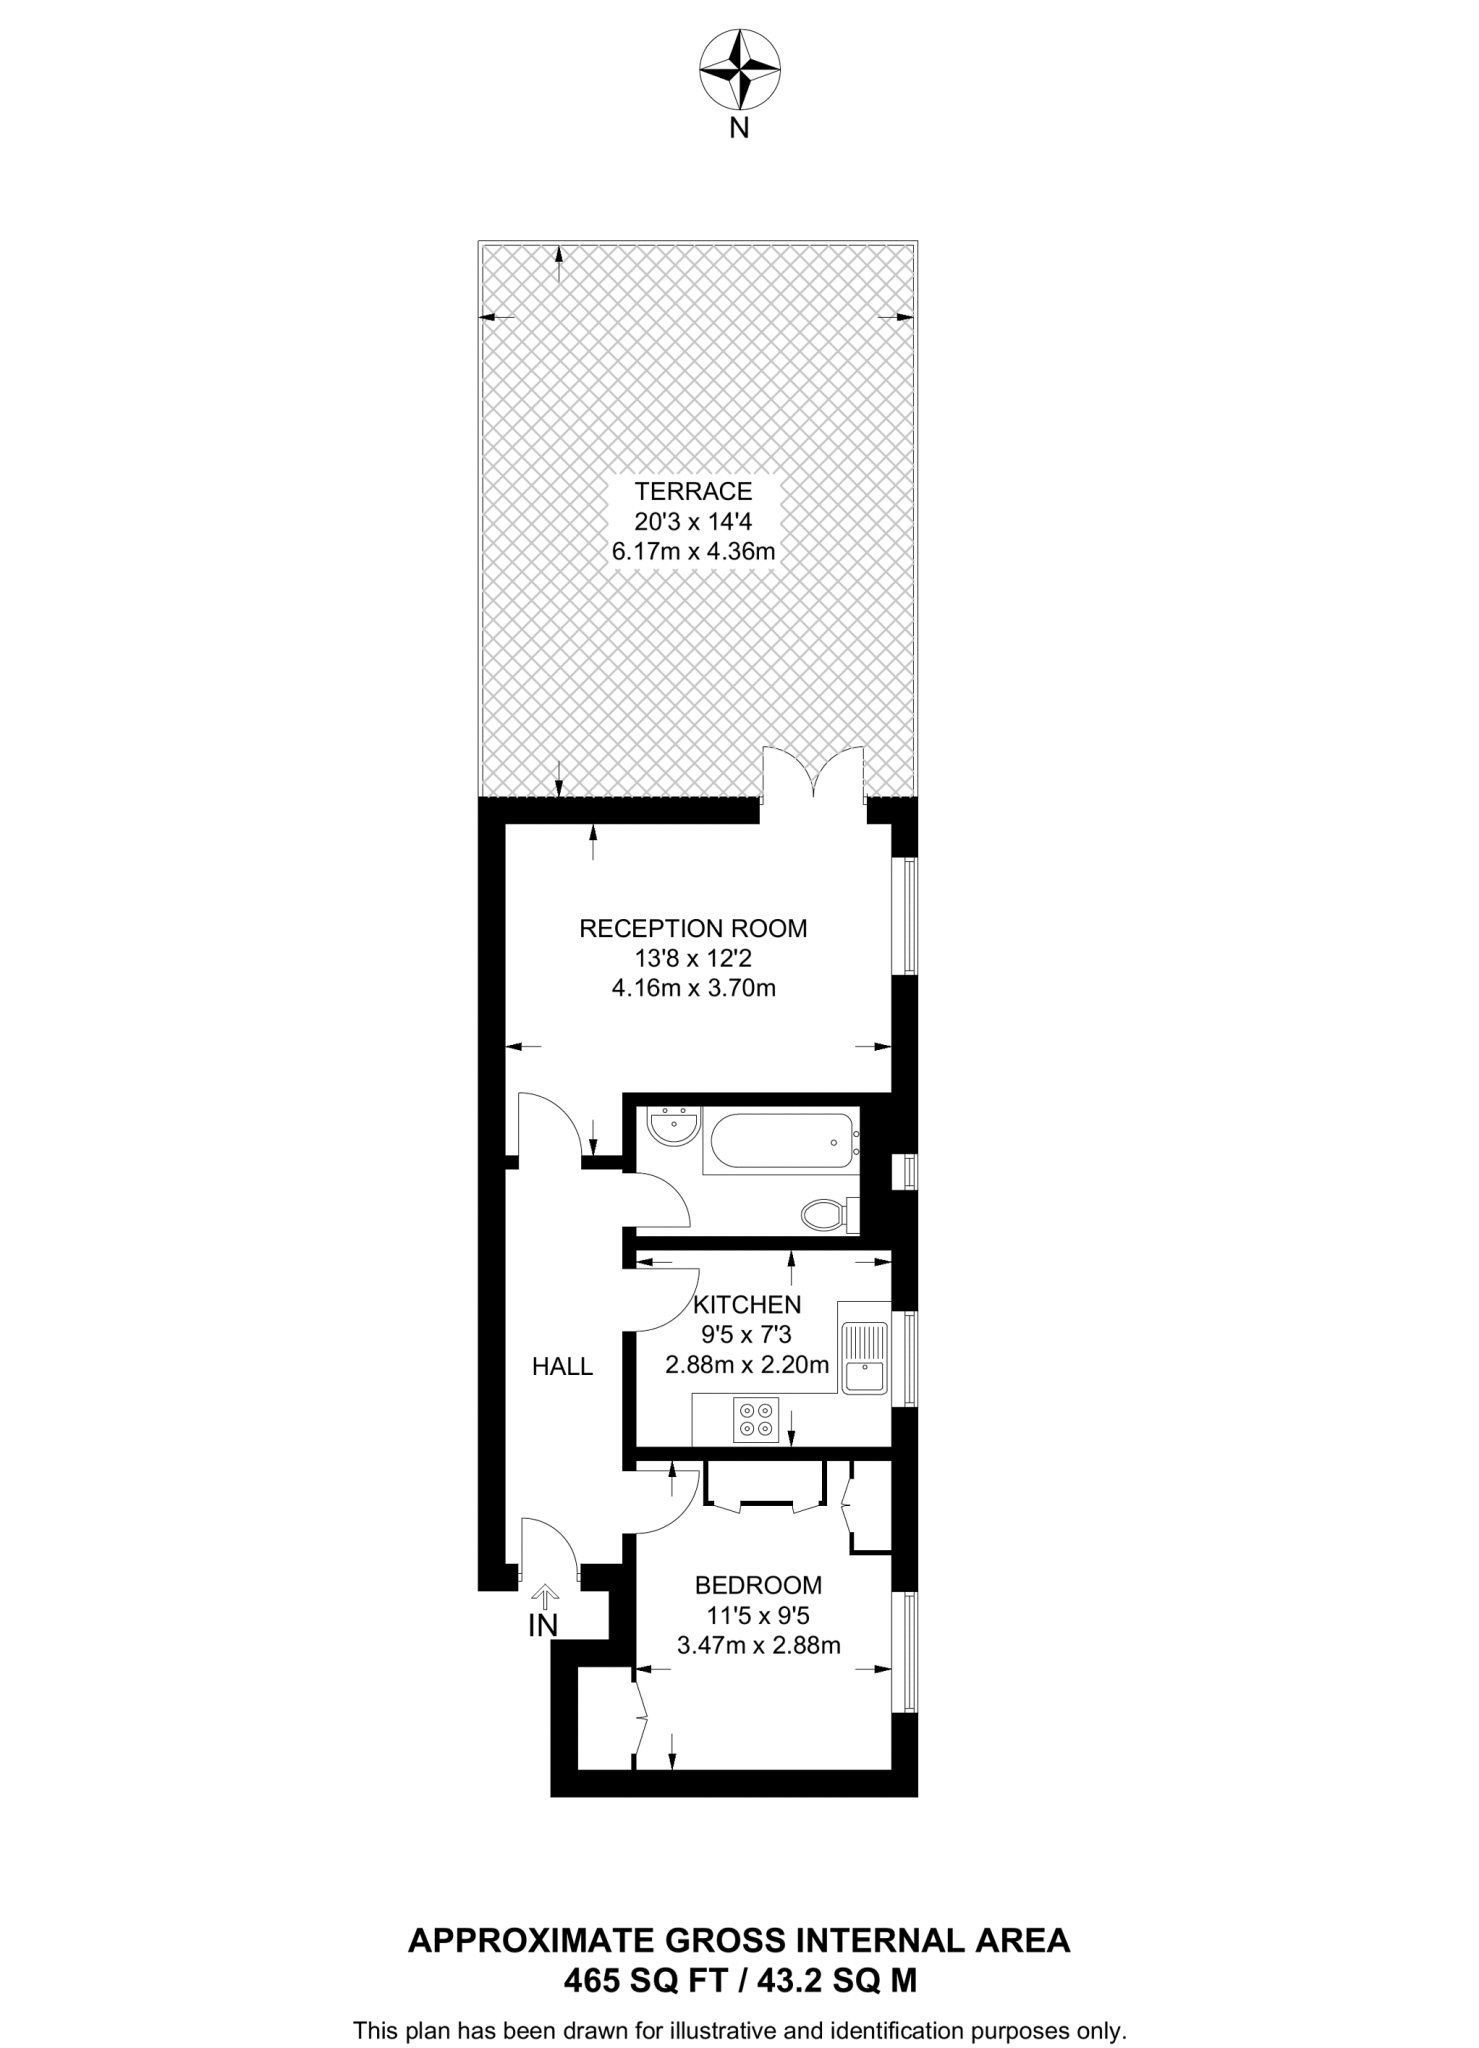 N
TERRACE
20'3 x 14'4
6.17m x 4.36m
RECEPTION ROOM
13'8 x 12'2
4.16m x 3.70m
KITCHEN
9'5 x 7'3
2.88m x 2.20m
HALL
BEDROOM
11'5 x 9'5
3.47m x 2.88m
IN
APPROXIMATE GROSS INTERNAL AREA
465 SQ FT / 43.2 SQ M
This plan has been drawn for illustrative and identification purposes only.